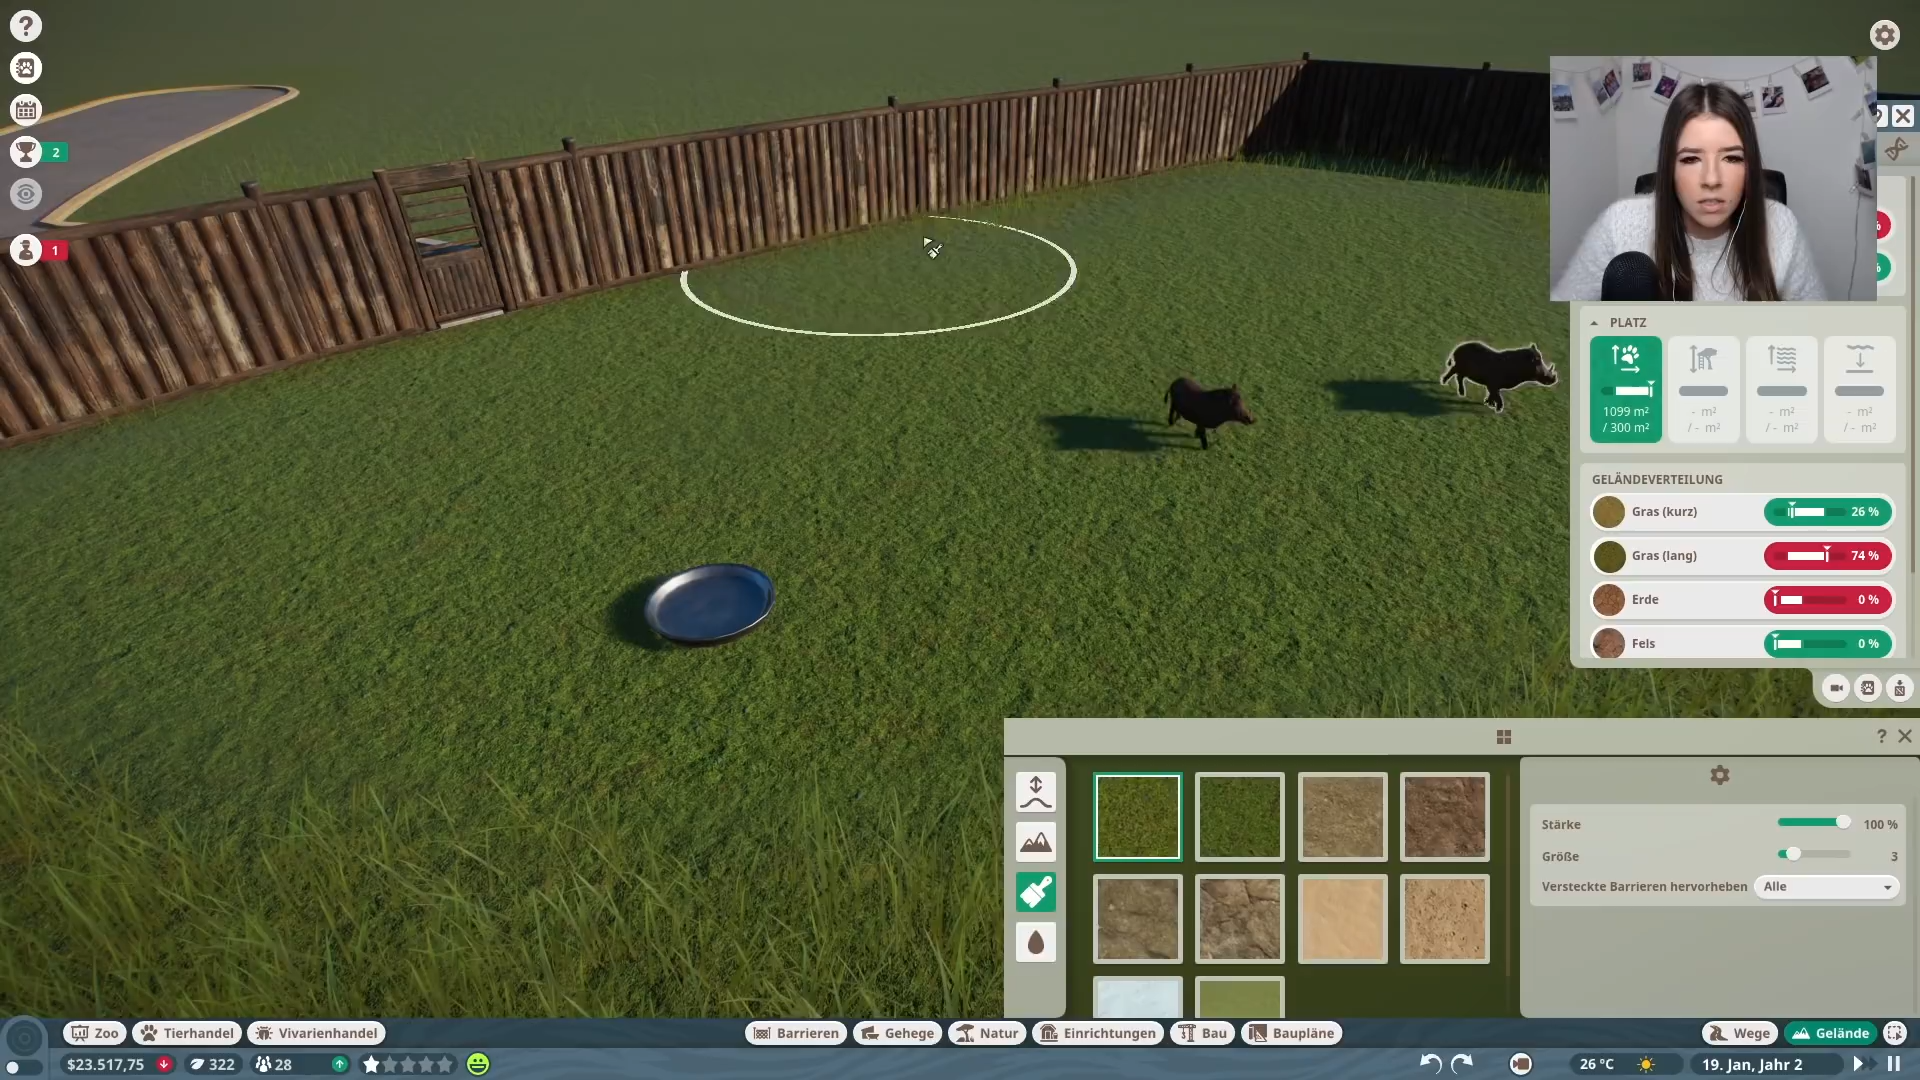 ?
2
1
%
%
PLATZ
1099 m²
/ 300 m²
- m²
/ - m²
- m²
/ - m²
- m²
/ - m²
GELÄNDEVERTEILUNG
Gras (kurz) 26 %
Gras (lang) 74 %
Erde 0 %
Fels 0 %
?
Stärke 100 %
Größe 3
Versteckte Barrieren hervorheben Alle
Zoo Tierhandel Vivarienhandel Barrieren Gehege Natur Einrichtungen Bau Baupläne Wege Gelände
$23.517,75 322 28 26 °C 19. Jan, Jahr 2